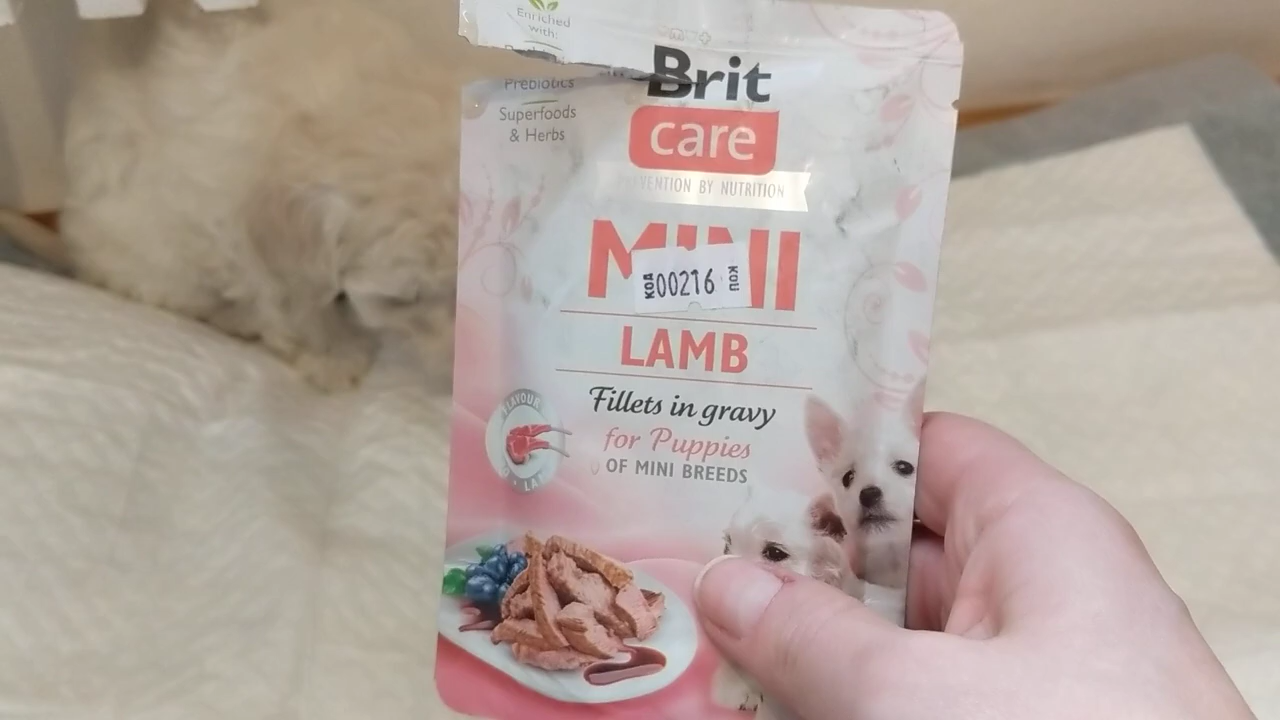 Enriched
with:
Prebiotics
Superfoods
& Herbs
Brit
care
PREVENTION BY NUTRITION
MINI
код 00216 код
LAMB
Fillets in gravy
for Puppies
OF MINI BREEDS
FLAVOUR